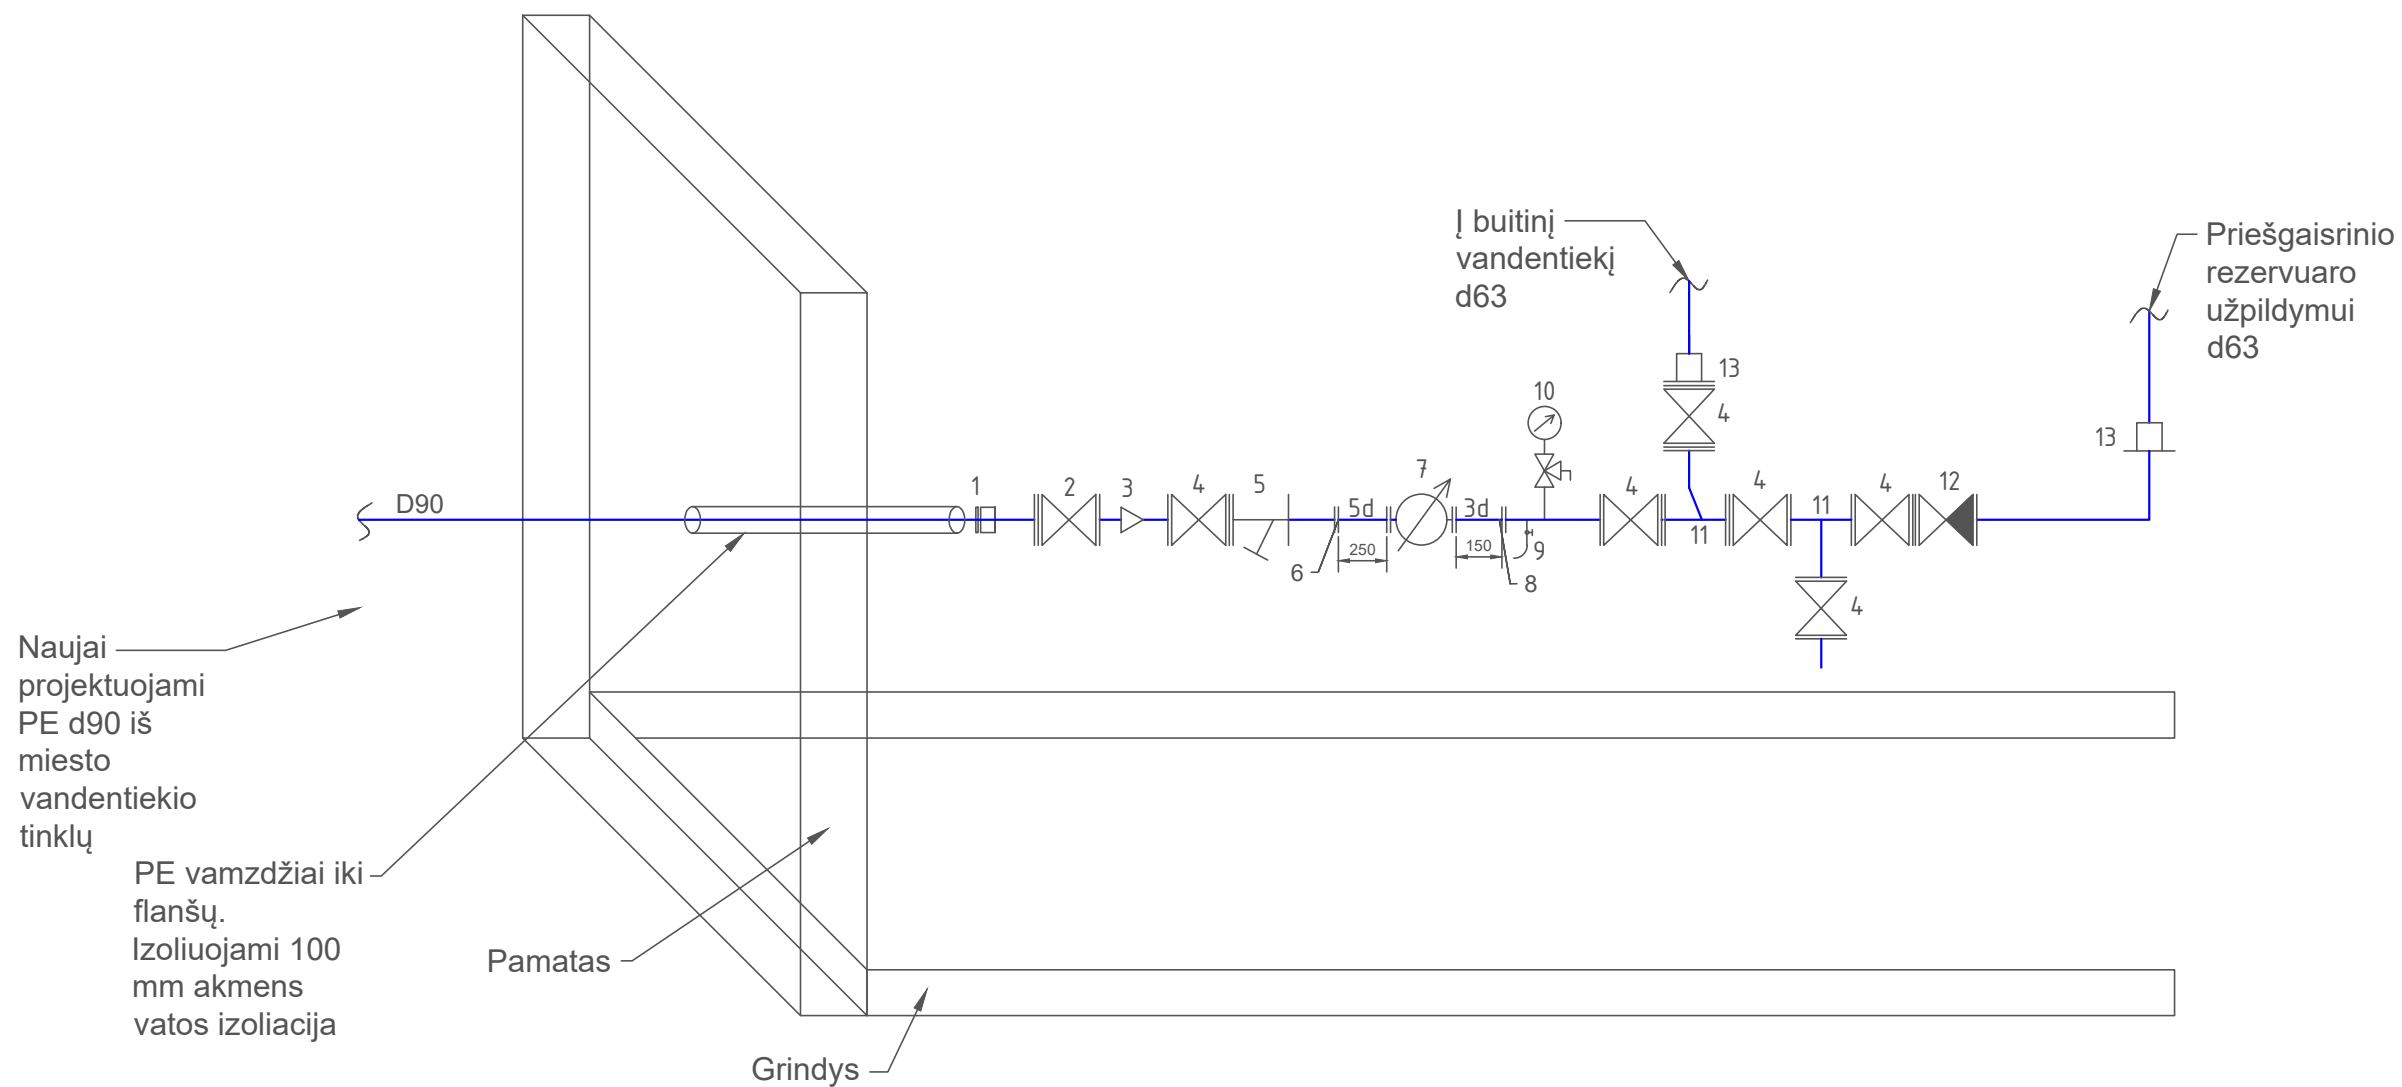 Į buitinį
vandentiekį
d63
Priešgaisrinio
rezervuaro
užpildymui
d63
13
10
4
13
D90
1
2
3
4
5
5d
7
3d
4
11
4
11
4
12
250
150
6
8
9
4
Naujai
projektuojami
PE d90 iš
miesto
vandentiekio
tinklų
PE vamzdžiai iki
flanšų.
Izoliuojami 100
mm akmens
vatos izoliacija
Pamatas
Grindys